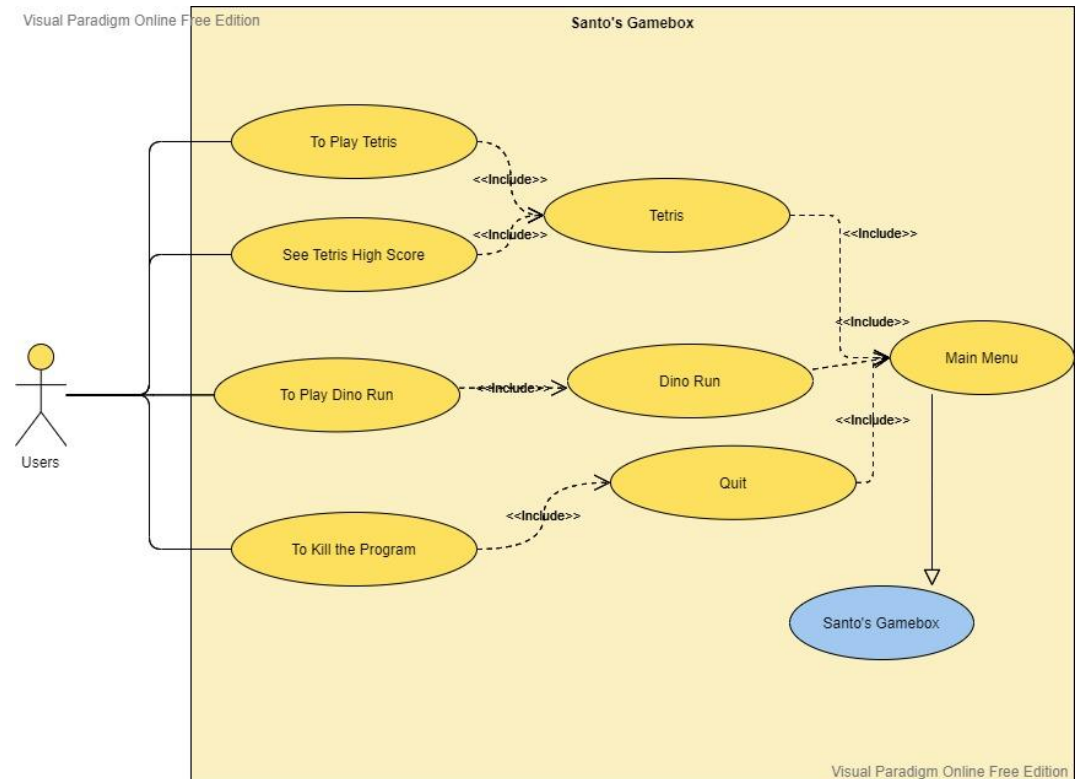 Visual Paradigm Online Free Edition
Santo's Gamebox
To Play Tetris
<<Include>>
Tetris
<<Include>>
<<Include>>
See Tetris High Score
<<Include>>
Main Menu
To Play Dino Run
<<Include>>
Dino Run
<<Include>>
Users
Quit
<<Include>>
To Kill the Program
Santo's Gamebox
Visual Paradigm Online Free Edition